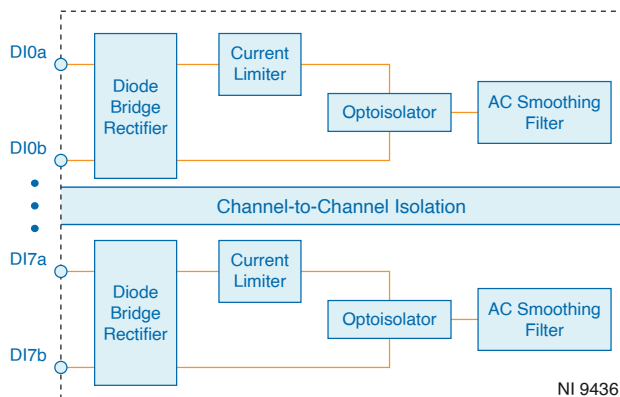 DI0a
Diode
Bridge
Rectifier
Current
Limiter
Optoisolator
AC Smoothing
Filter
DI0b
Channel-to-Channel Isolation
DI7a
Diode
Bridge
Rectifier
Current
Limiter
Optoisolator
AC Smoothing
Filter
DI7b
NI 9436